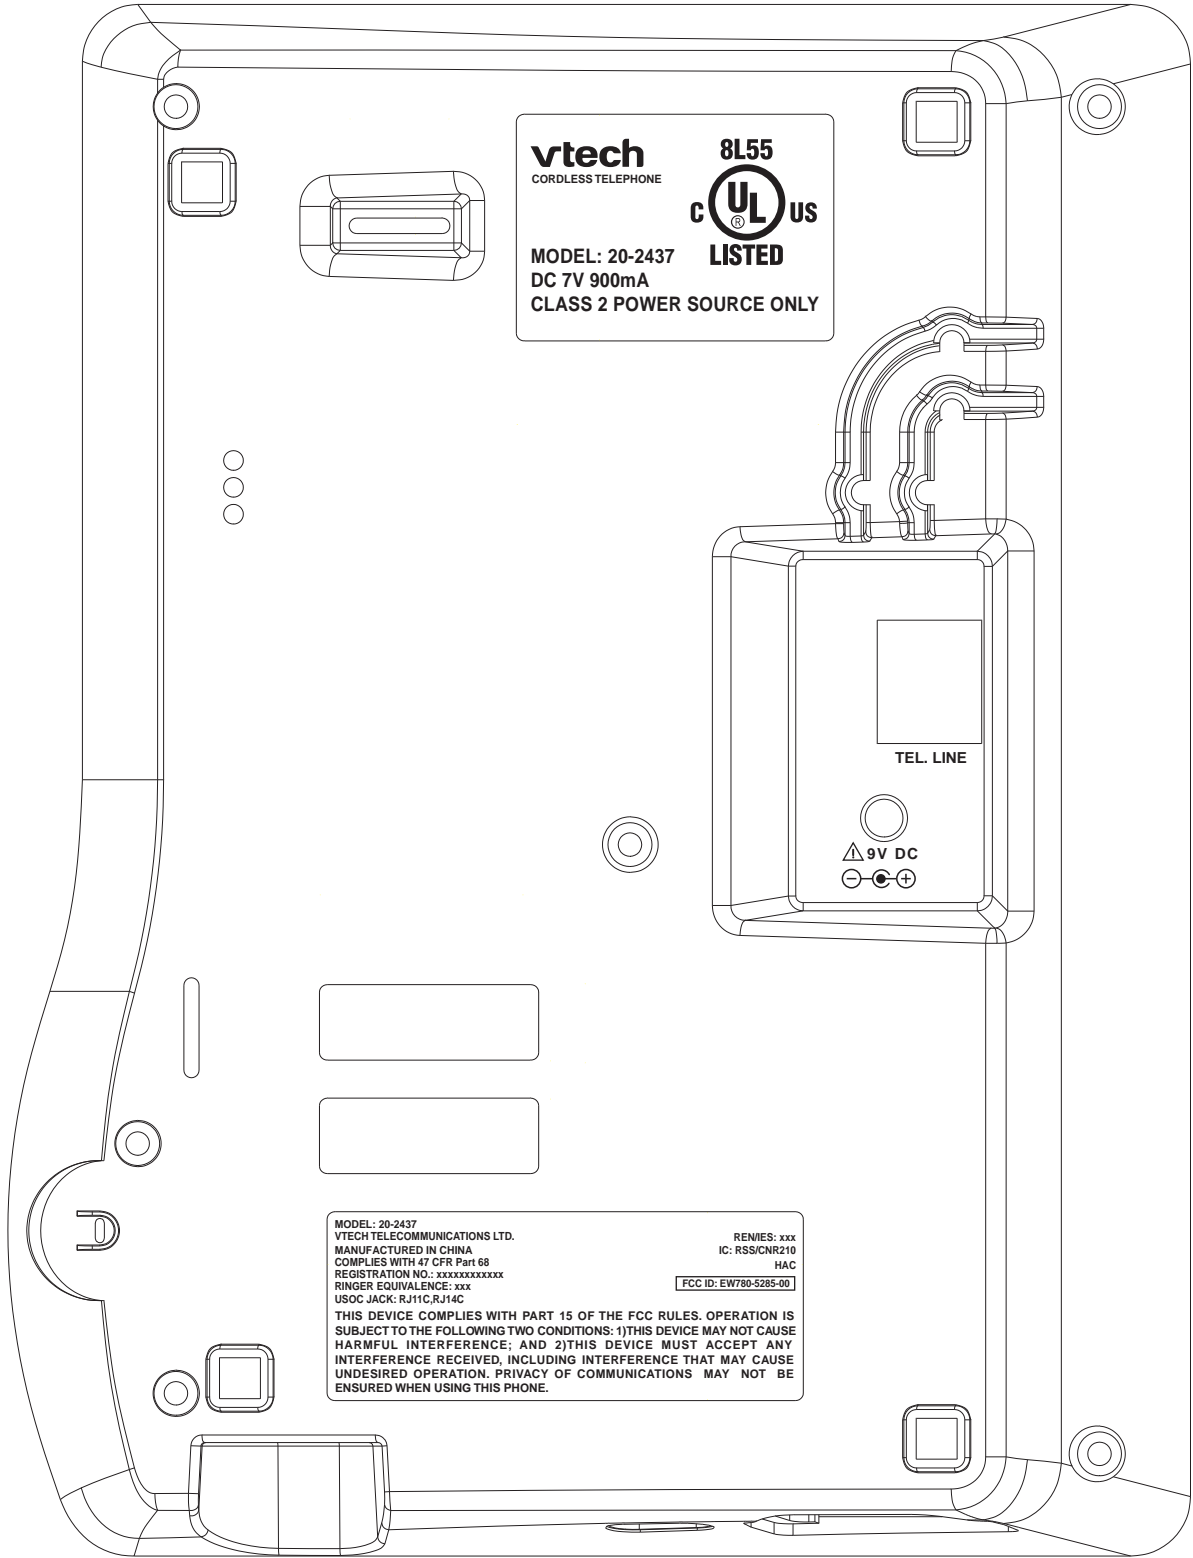 vtech
CORDLESS TELEPHONE
8L55
C UL US
®
LISTED
MODEL: 20-2437
DC 7V 900mA
CLASS 2 POWER SOURCE ONLY
TEL. LINE
9V DC
MODEL: 20-2437
VTECH TELECOMMUNICATIONS LTD.
MANUFACTURED IN CHINA
COMPLIES WITH 47 CFR Part 68
REGISTRATION NO.: xxxxxxxxxxxx
RINGER EQUIVALENCE: xxx
USOC JACK: RJ11C,RJ14C
REN/IES: xxx
IC: RSS/CNR210
HAC
FCC ID: EW780-5285-00
THIS DEVICE COMPLIES WITH PART 15 OF THE FCC RULES. OPERATION IS
SUBJECT TO THE FOLLOWING TWO CONDITIONS: 1)THIS DEVICE MAY NOT CAUSE
HARMFUL INTERFERENCE; AND 2)THIS DEVICE MUST ACCEPT ANY
INTERFERENCE RECEIVED, INCLUDING INTERFERENCE THAT MAY CAUSE
UNDESIRED OPERATION. PRIVACY OF COMMUNICATIONS MAY NOT BE
ENSURED WHEN USING THIS PHONE.